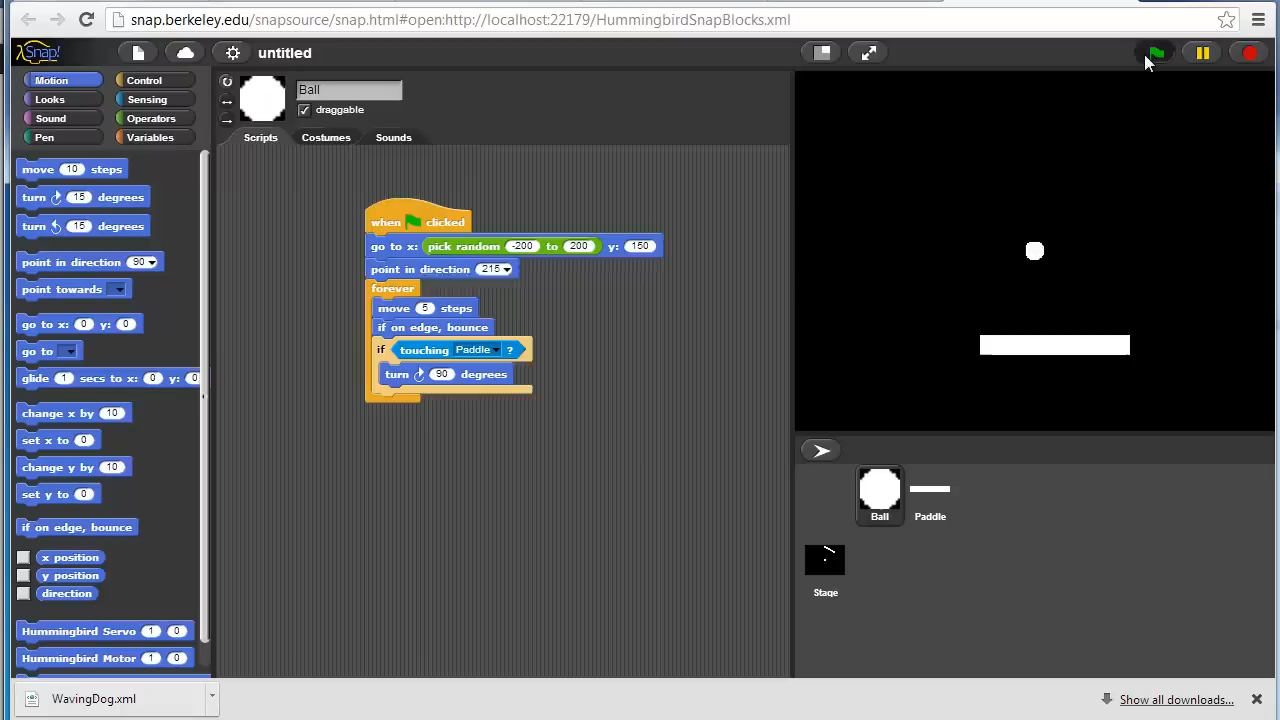 snap.berkeley.edu/snapsource/snap.html#open:http://localhost:22179/HummingbirdSnapBlocks.xml
Snap!
untitled
Motion
Control
Looks
Sensing
Sound
Operators
Pen
Variables
Ball
draggable
Scripts
Costumes
Sounds
move 10 steps
turn 15 degrees
turn 15 degrees
point in direction 90
point towards
go to x: 0 y: 0
go to
glide 1 secs to x: 0 y: 0
change x by 10
set x to 0
change y by 10
set y to 0
if on edge, bounce
x position
y position
direction
Hummingbird Servo 1 0
Hummingbird Motor 1 0
when clicked
go to x: pick random -200 to 200 y: 150
point in direction 215
forever
move 5 steps
if on edge, bounce
if touching Paddle ?
turn 90 degrees
Ball
Paddle
Stage
WavingDog.xml
Show all downloads...